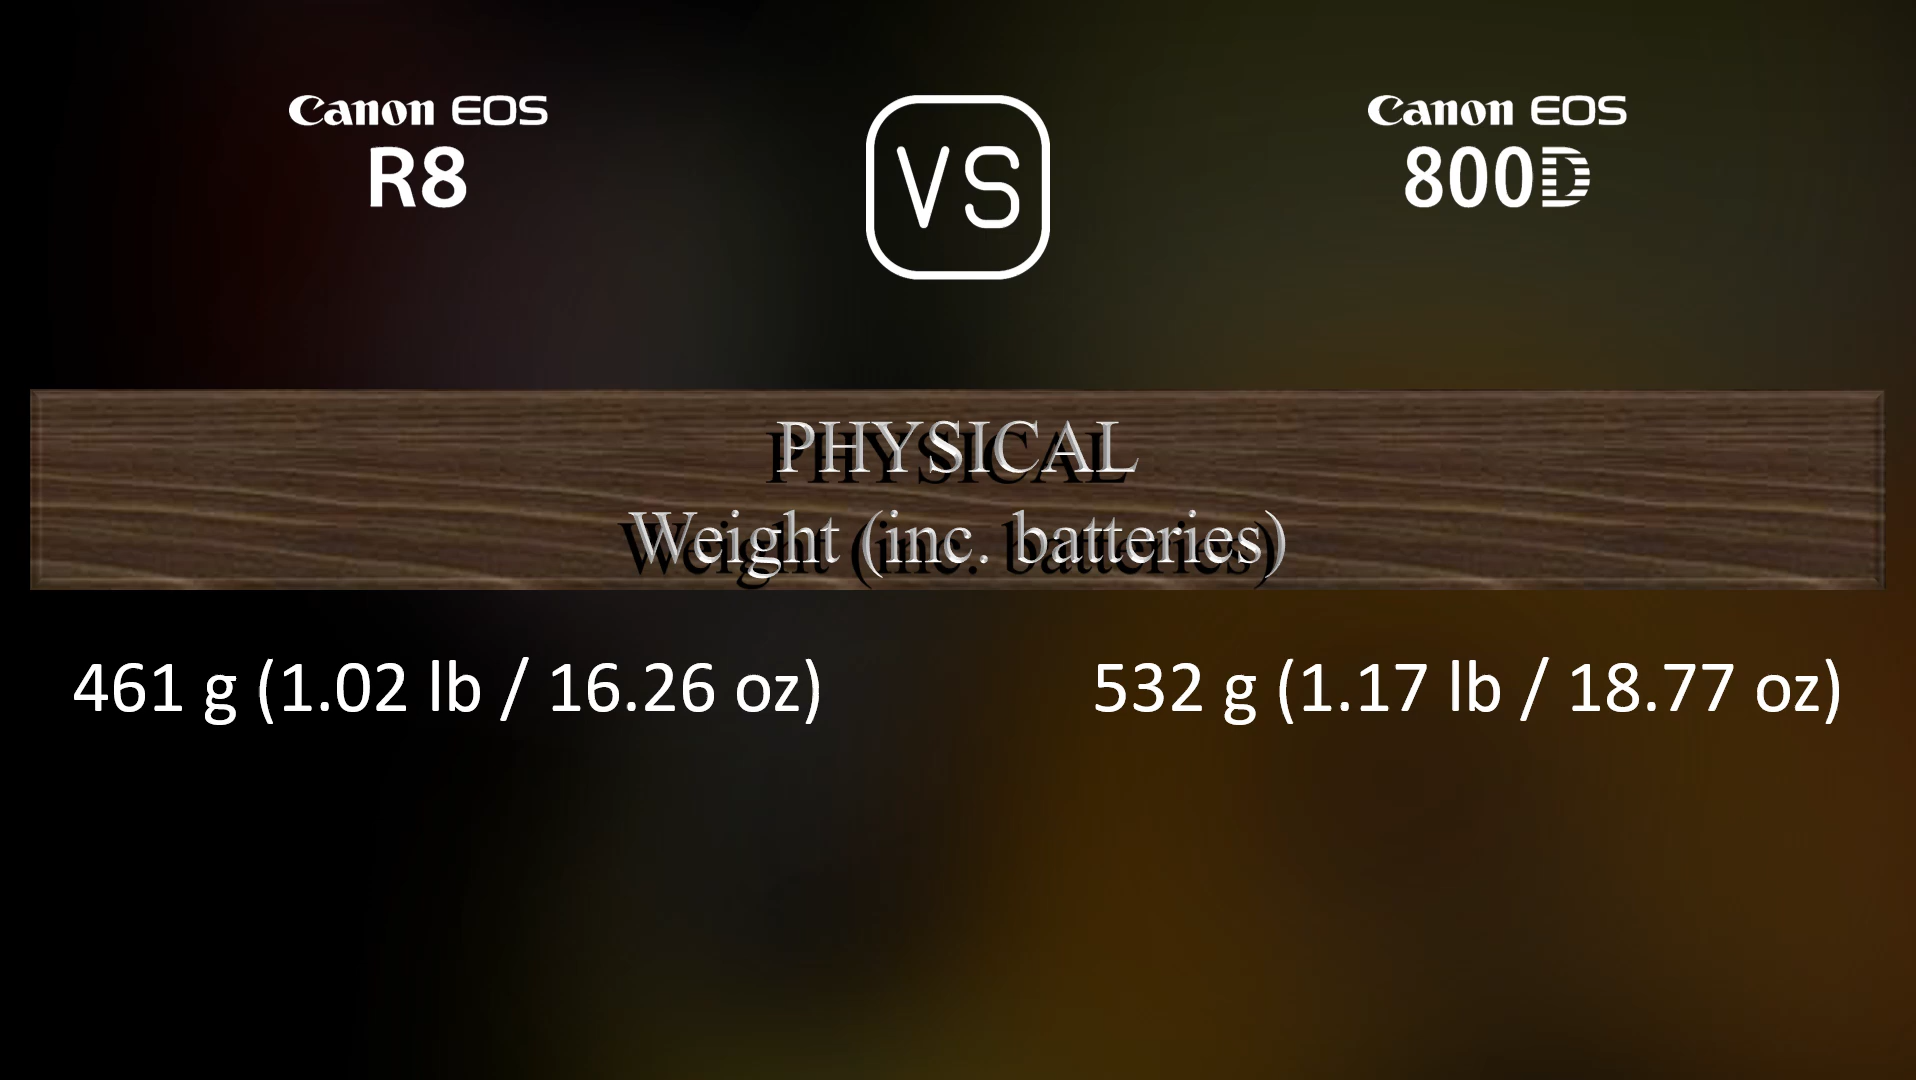 Canon EOS
R8
VS
Canon EOS
800D
PHYSICAL
Weight (inc. batteries)
461 g (1.02 lb / 16.26 oz)
532 g (1.17 lb / 18.77 oz)